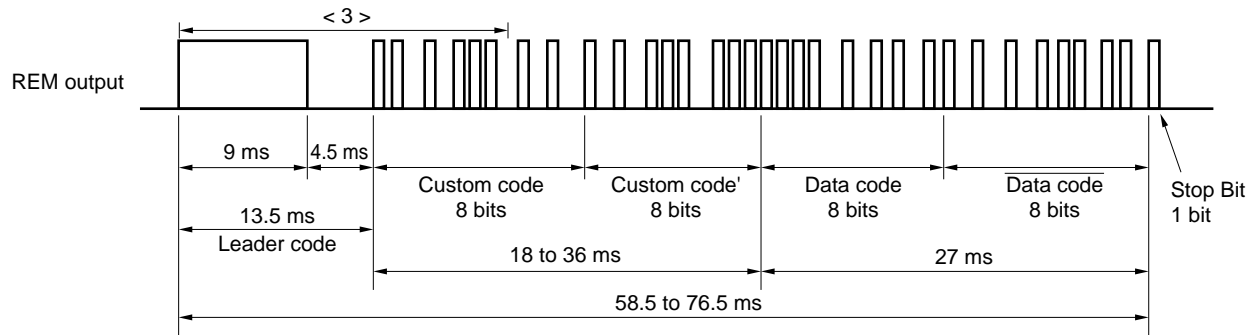 < 3 >
REM output
9 ms
4.5 ms
Custom code
8 bits
Custom code'
8 bits
Data code
8 bits
Data code
8 bits
Stop Bit
1 bit
13.5 ms
Leader code
18 to 36 ms
27 ms
58.5 to 76.5 ms